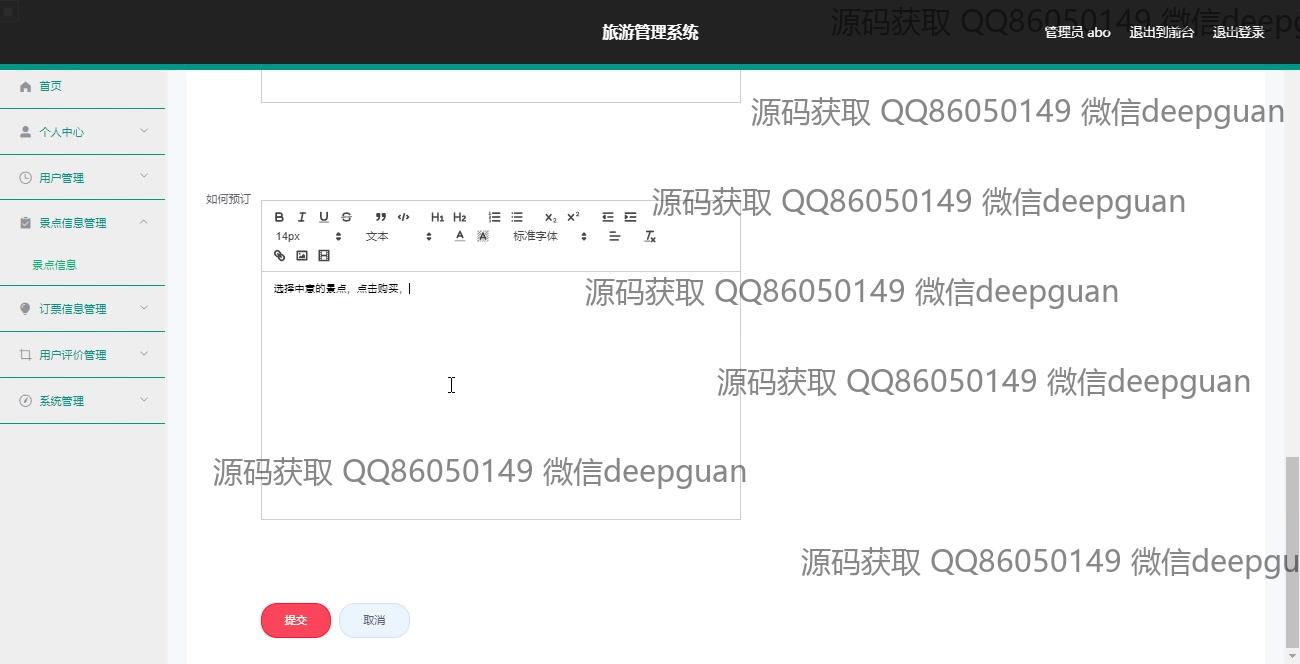 旅游管理系统
管理员 abo
退出到前台
退出登录
源码获取 QQ86050149 微信deepg
首页
个人中心
用户管理
景点信息管理
景点信息
订票信息管理
用户评价管理
系统管理
源码获取 QQ86050149 微信deepguan
如何预订
源码获取 QQ86050149 微信deepguan
B I U S ” </> H1 H2 X2 X2
14px 文本 A A 标准字体
选择中意的景点，点击购买，
源码获取 QQ86050149 微信deepguan
源码获取 QQ86050149 微信deepguan
源码获取 QQ86050149 微信deepguan
源码获取 QQ86050149 微信deepgu
提交
取消